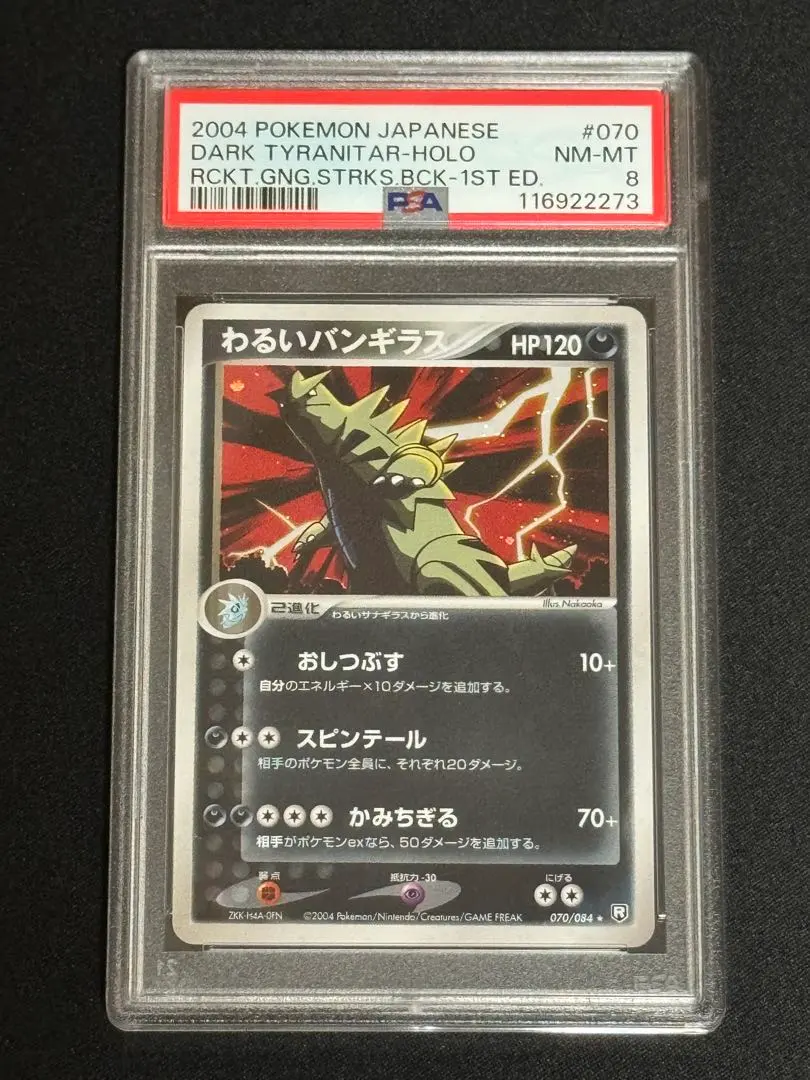 2004 POKEMON JAPANESE #070
DARK TYRANITAR-HOLO NM-MT
RCKT.GNG.STRKS.BCK-1ST ED. 8
PSA 116922273
わるいバンギラス HP120
Illus. Nakaoka
2進化 わるいサナギラスから進化
おしつぶす 10+
自分のエネルギー×10ダメージを追加する。
スピンテール
相手のポケモン全員に、それぞれ20ダメージ。
かみちぎる 70+
相手がポケモンexなら、50ダメージを追加する。
弱点 抵抗力 -30 にげる
ZKK-H4A-0FN ©2004 Pokémon/Nintendo/Creatures/GAME FREAK 070/084 ★ R